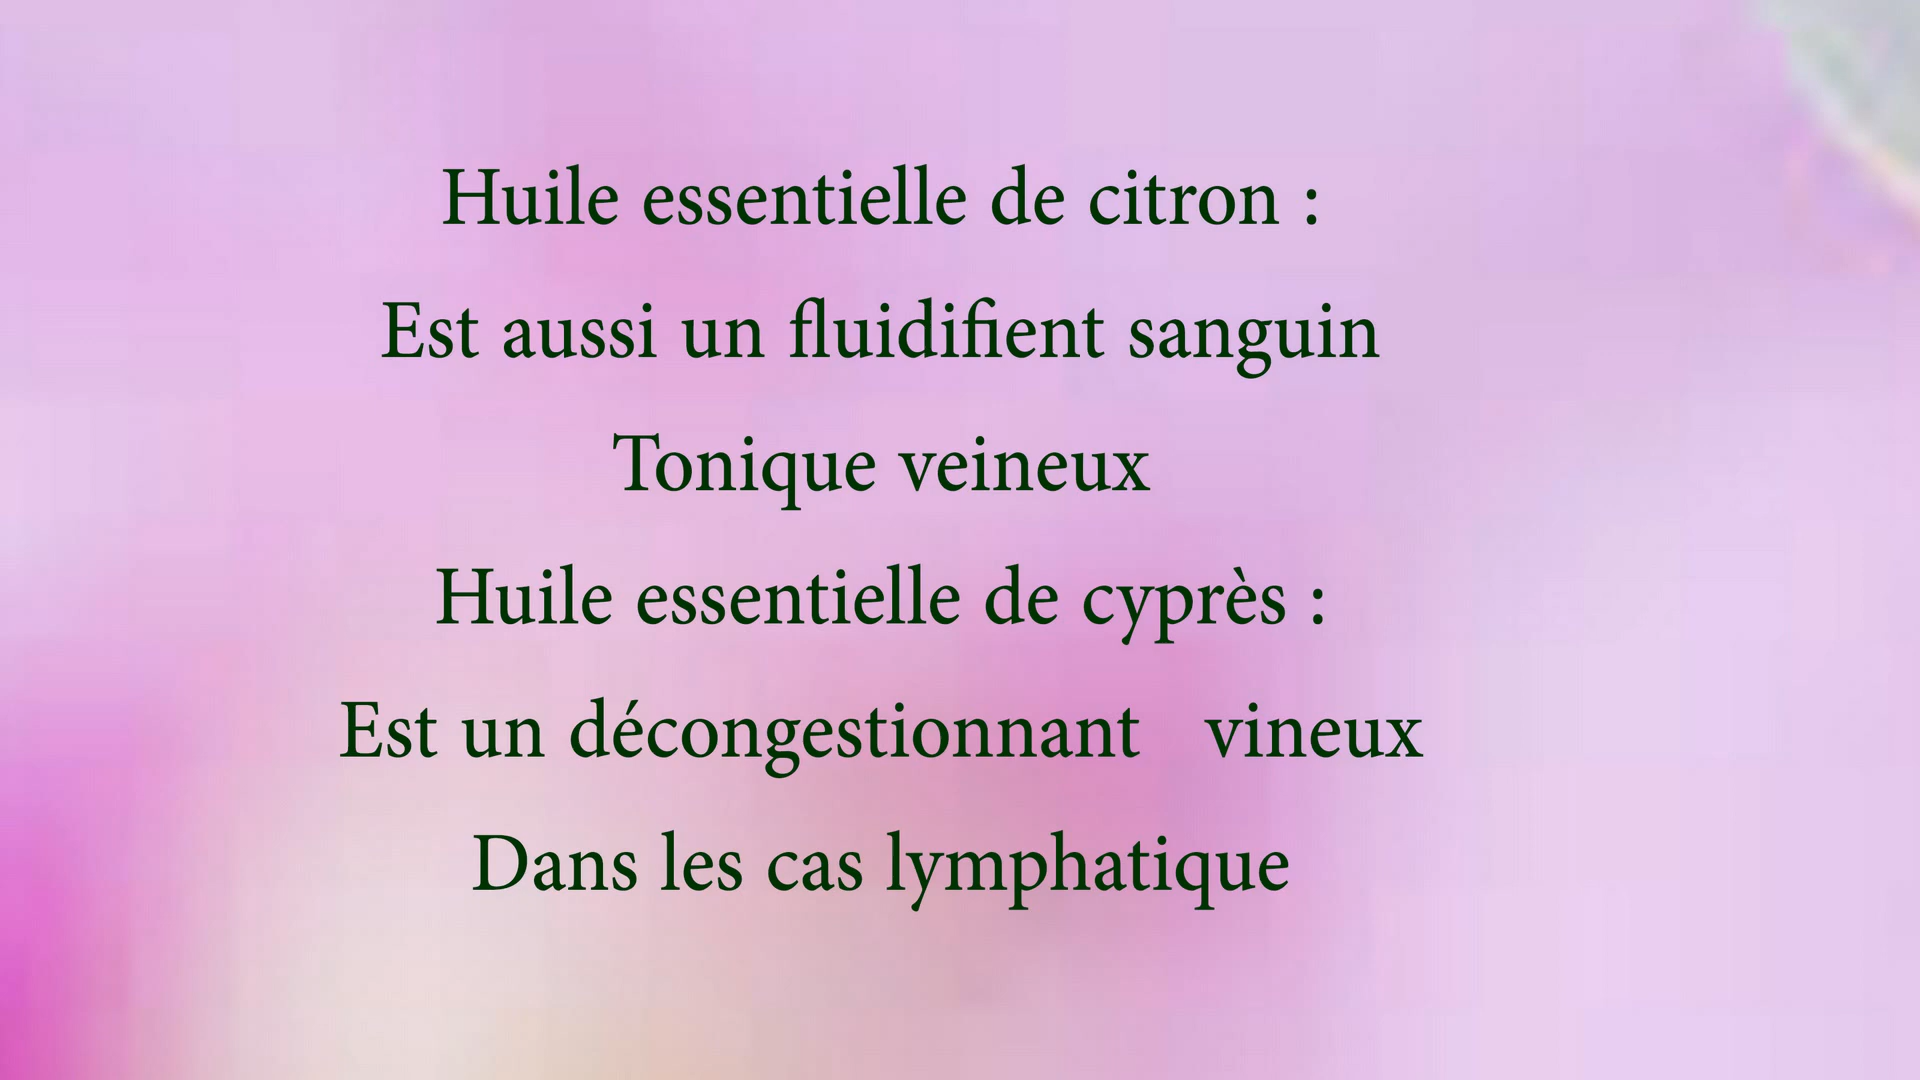 Huile essentielle de citron :
Est aussi un fluidifient sanguin
Tonique veineux
Huile essentielle de cyprès :
Est un décongestionnant vineux
Dans les cas lymphatique